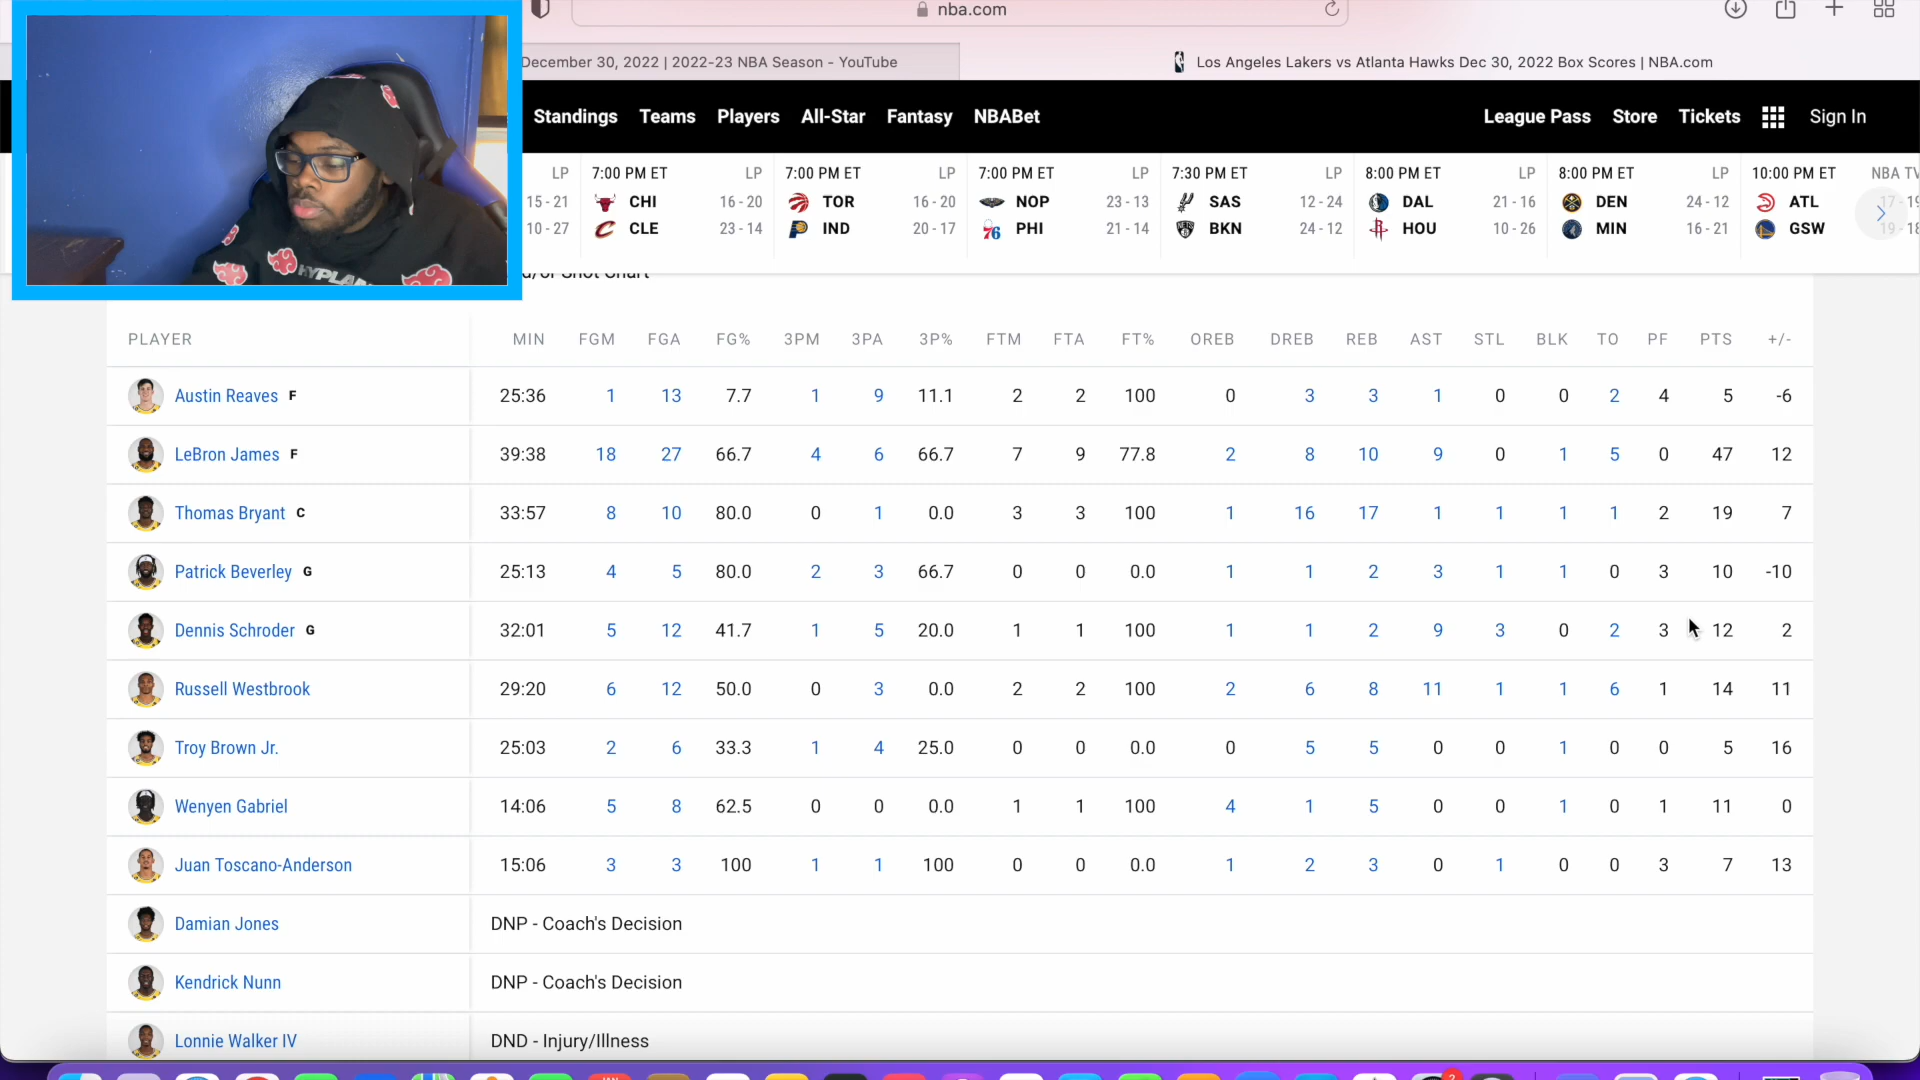 nba.com
December 30, 2022 | 2022-23 NBA Season - YouTube
Los Angeles Lakers vs Atlanta Hawks Dec 30, 2022 Box Scores | NBA.com
Standings Teams Players All-Star Fantasy NBABet League Pass Store Tickets Sign In
LP 7:00 PM ET LP 7:00 PM ET LP 7:00 PM ET LP 7:30 PM ET LP 8:00 PM ET LP 8:00 PM ET LP 10:00 PM ET NBA TV
15 - 21 CHI 16 - 20 TOR 16 - 20 NOP 23 - 13 SAS 12 - 24 DAL 21 - 16 DEN 24 - 12 ATL 17 - 19
10 - 27 CLE 23 - 14 IND 20 - 17 PHI 21 - 14 BKN 24 - 12 HOU 10 - 26 MIN 16 - 21 GSW 19 - 18
Shot Chart
PLAYER MIN FGM FGA FG% 3PM 3PA 3P% FTM FTA FT% OREB DREB REB AST STL BLK TO PF PTS +/-
Austin Reaves F 25:36 1 13 7.7 1 9 11.1 2 2 100 0 3 3 1 0 0 2 4 5 -6
LeBron James F 39:38 18 27 66.7 4 6 66.7 7 9 77.8 2 8 10 9 0 1 5 0 47 12
Thomas Bryant C 33:57 8 10 80.0 0 1 0.0 3 3 100 1 16 17 1 1 1 1 2 19 7
Patrick Beverley G 25:13 4 5 80.0 2 3 66.7 0 0 0.0 1 1 2 3 1 1 0 3 10 -10
Dennis Schroder G 32:01 5 12 41.7 1 5 20.0 1 1 100 1 1 2 9 3 0 2 3 12 2
Russell Westbrook 29:20 6 12 50.0 0 3 0.0 2 2 100 2 6 8 11 1 1 6 1 14 11
Troy Brown Jr. 25:03 2 6 33.3 1 4 25.0 0 0 0.0 0 5 5 0 0 1 0 0 5 16
Wenyen Gabriel 14:06 5 8 62.5 0 0 0.0 1 1 100 4 1 5 0 0 1 0 1 11 0
Juan Toscano-Anderson 15:06 3 3 100 1 1 100 0 0 0.0 1 2 3 0 1 0 0 3 7 13
Damian Jones DNP - Coach's Decision
Kendrick Nunn DNP - Coach's Decision
Lonnie Walker IV DND - Injury/Illness